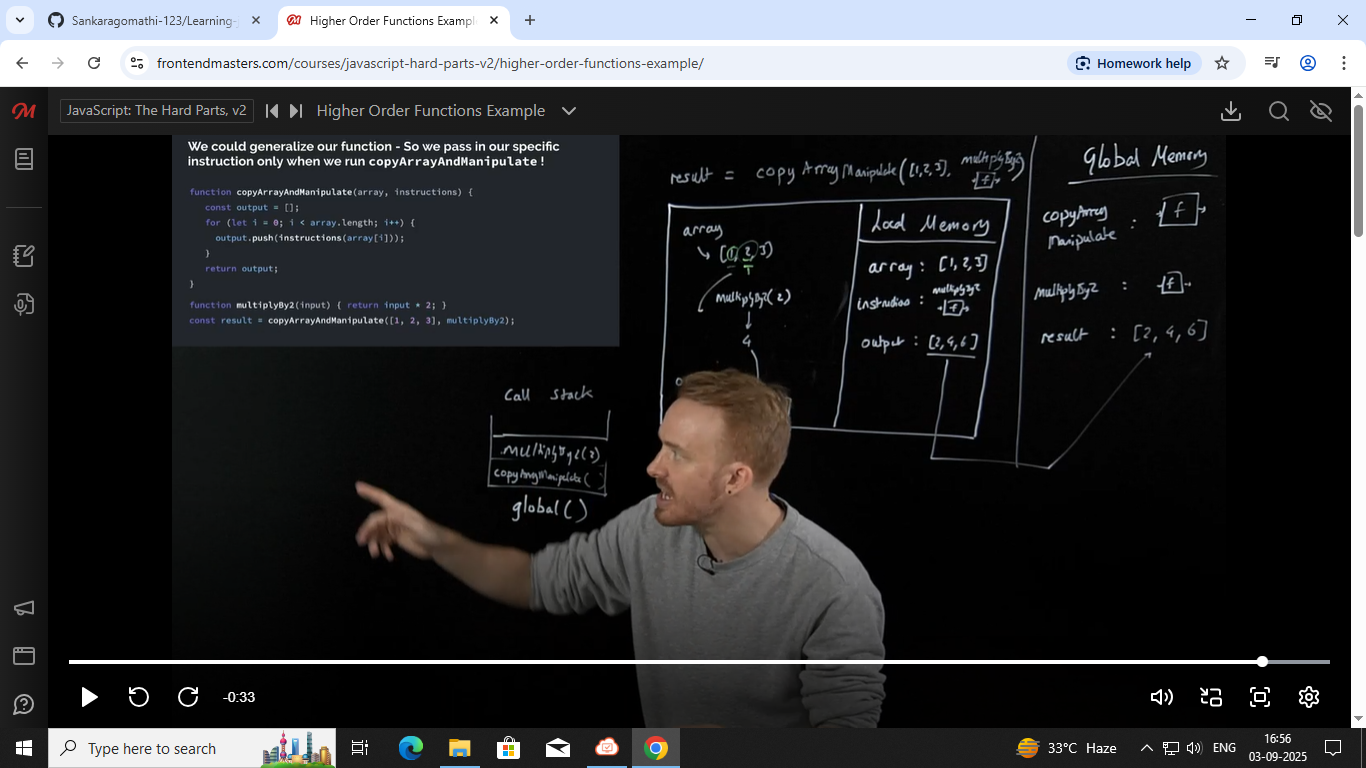 Sankaragomathi-123/Learning-
Higher Order Functions Exampl
frontendmasters.com/courses/javascript-hard-parts-v2/higher-order-functions-example/
Homework help
JavaScript: The Hard Parts, v2
Higher Order Functions Example
We could generalize our function - So we pass in our specific
instruction only when we run copyArrayAndManipulate !
function copyArrayAndManipulate(array, instructions) {
const output = [];
for (let i = 0; i < array.length; i++) {
output.push(instructions(array[i]));
}
return output;
}
function multiplyBy2(input) { return input * 2; }
const result = copyArrayAndManipulate([1, 2, 3], multiplyBy2);
result = copyArrayManipulate([1,2,3], multiplyBy2
f
)
array
[1, 2, 3]
multiplyBy2(2)
4
Local Memory
array : [1, 2, 3]
multiplyBy2
f
output : [2, 4, 6]
Global Memory
copyArray
Manipulate : f
multiplyBy2 : f
result : [2, 4, 6]
Call Stack
multiplyBy2(2)
copyArrayManipulate( )
global()
-0:33
Type here to search
33°C Haze
ENG
16:56
03-09-2025